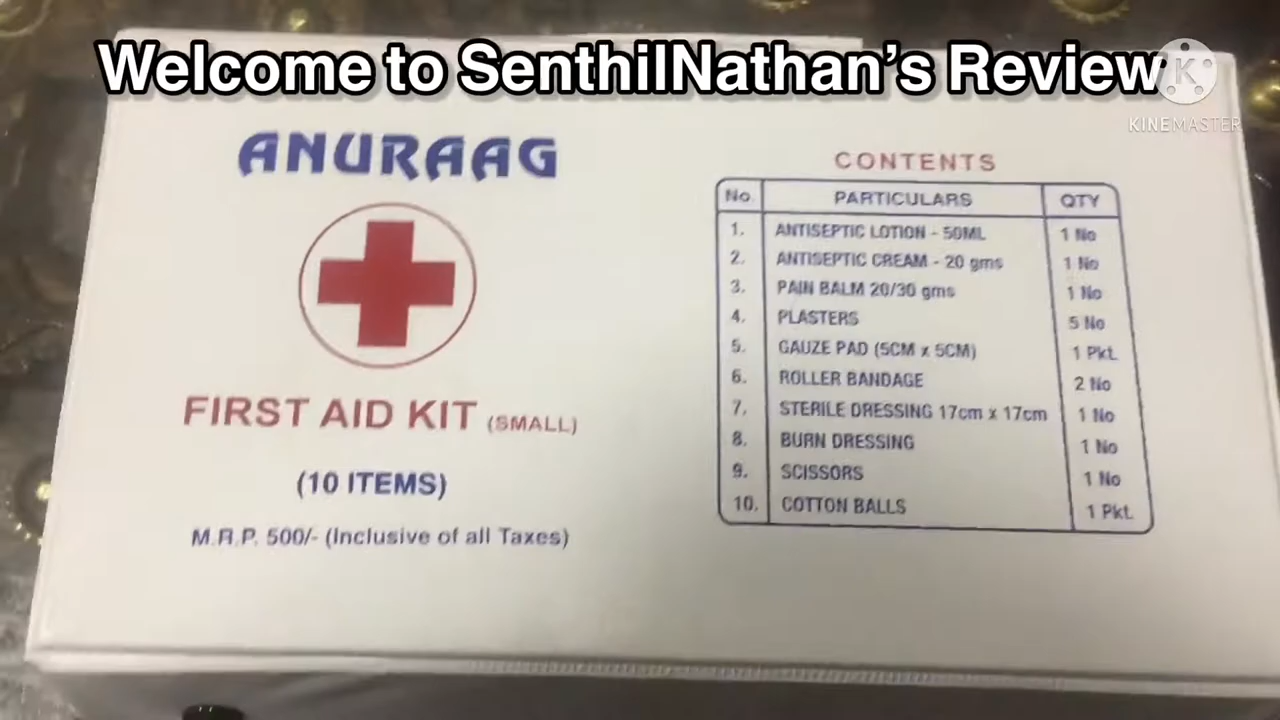 Welcome to SenthilNathan's Review
KINEMASTER
ANURAAG
FIRST AID KIT (SMALL)
(10 ITEMS)
M.R.P. 500/- (Inclusive of all Taxes)
CONTENTS
No. PARTICULARS QTY
1. ANTISEPTIC LOTION - 50ML 1 No
2. ANTISEPTIC CREAM - 20 gms 1 No
3. PAIN BALM 20/30 gms 1 No
4. PLASTERS 5 No
5. GAUZE PAD (5CM x 5CM) 1 Pkt.
6. ROLLER BANDAGE 2 No
7. STERILE DRESSING 17cm x 17cm 1 No
8. BURN DRESSING 1 No
9. SCISSORS 1 No
10. COTTON BALLS 1 Pkt.